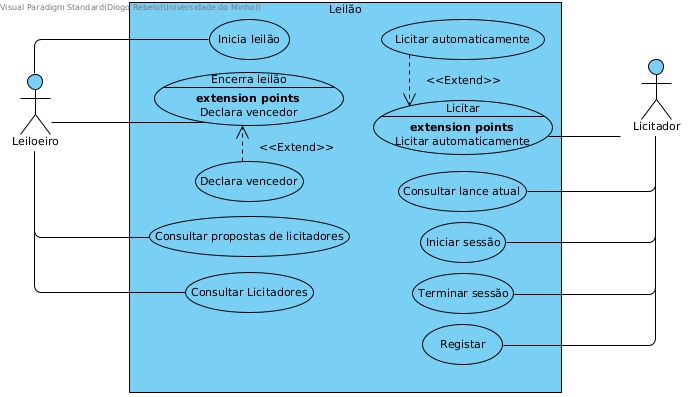 Visual Paradigm Standard(Diogo Rebelo(Universidade do Minho))
Leilão
Inicia leilão
Licitar automaticamente
Encerra leilão
extension points
Declara vencedor
<<Extend>>
Licitar
extension points
Licitar automaticamente
Leiloeiro
Licitador
<<Extend>>
Declara vencedor
Consultar lance atual
Consultar propostas de licitadores
Iniciar sessão
Consultar Licitadores
Terminar sessão
Registar